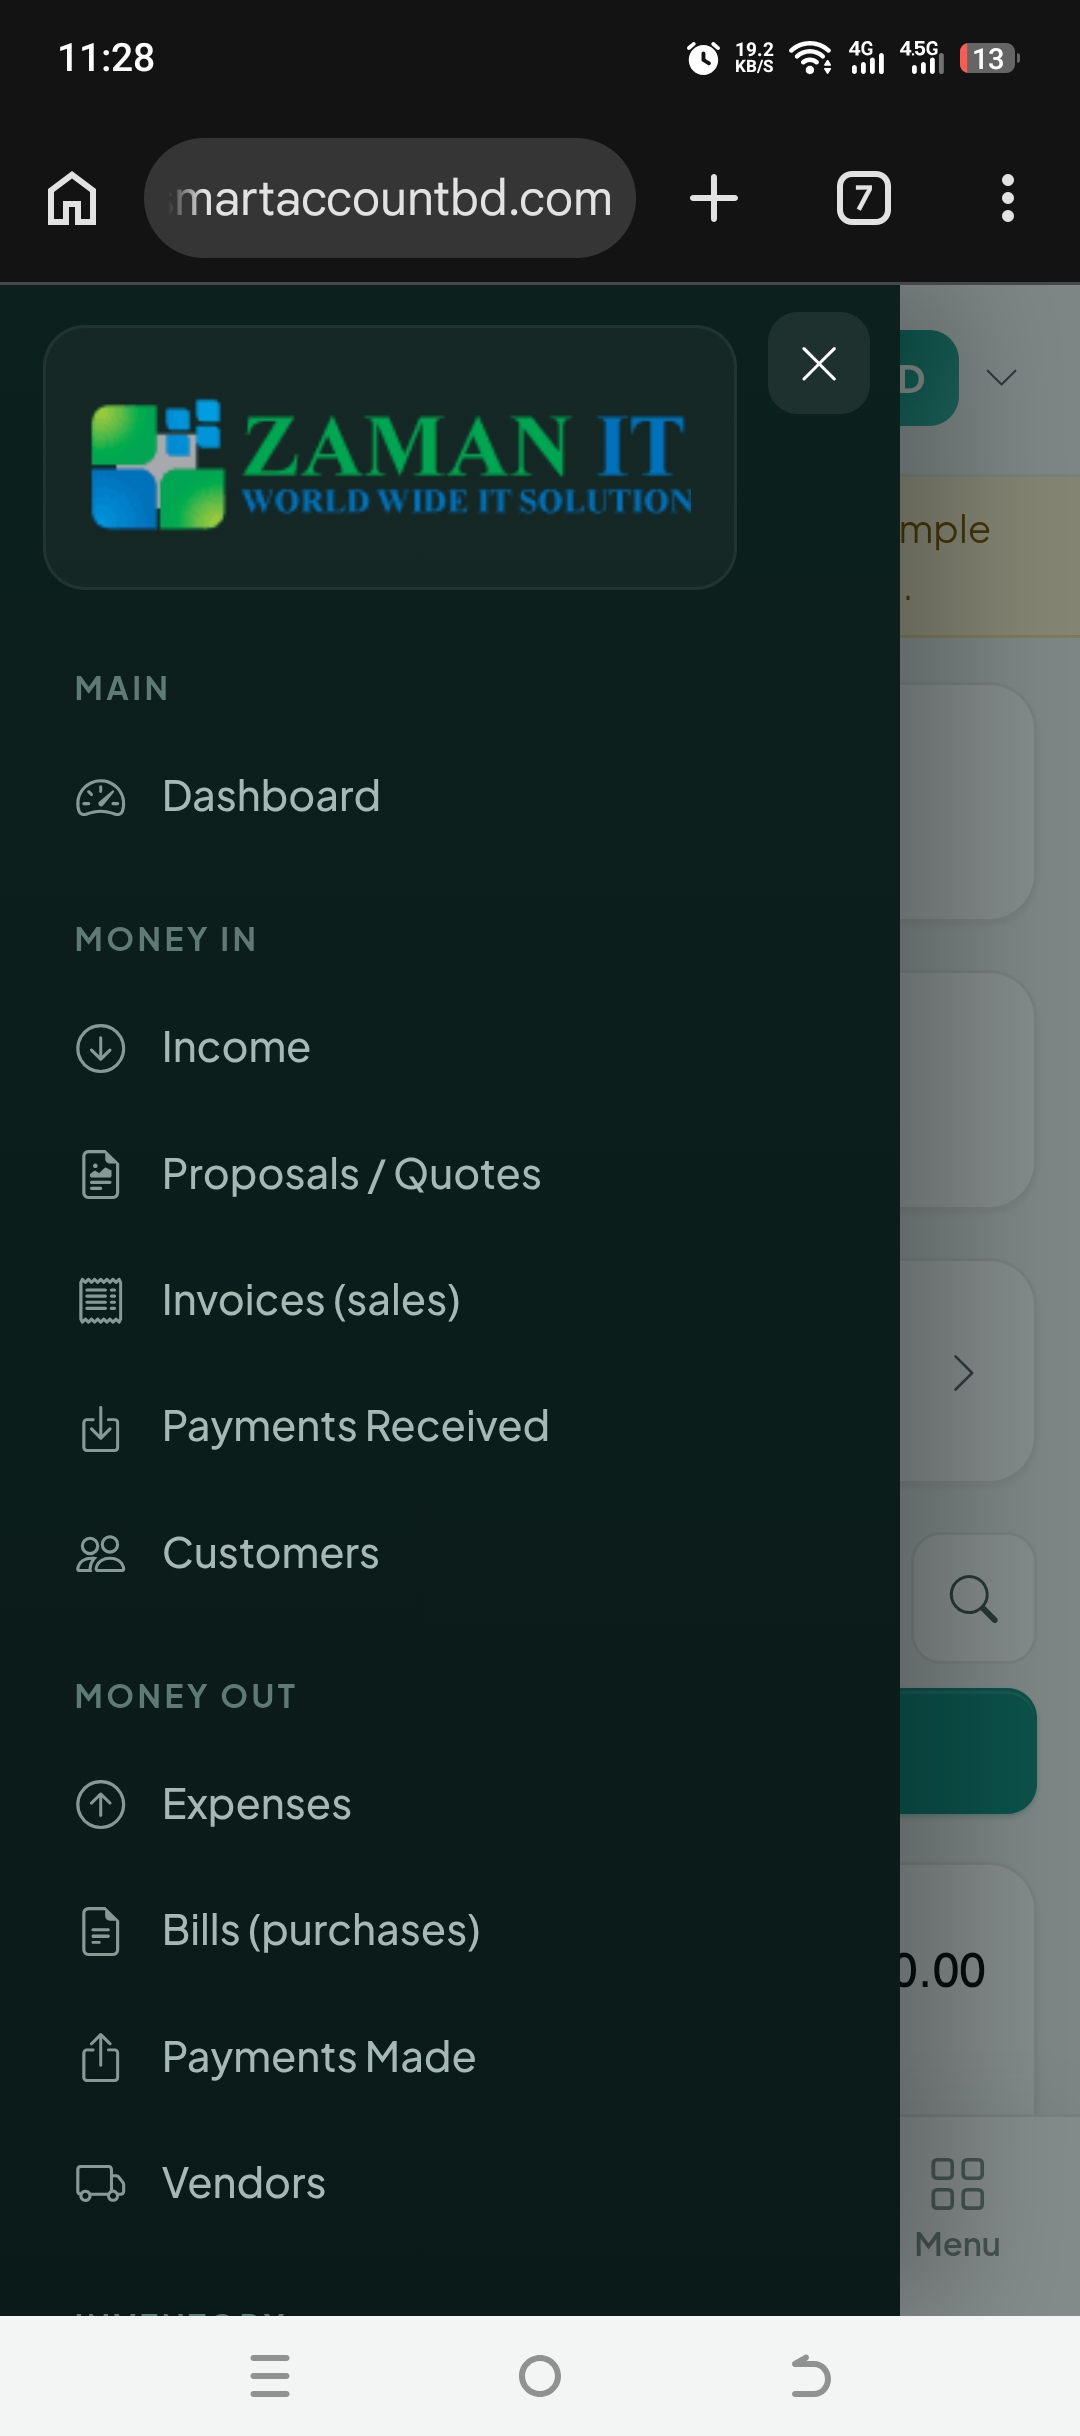 11:28
19.2
KB/S
4G
4.5G
13
martaccountbd.com
7
ZAMAN IT
WORLD WIDE IT SOLUTION
D
mple
.
MAIN
Dashboard
MONEY IN
Income
Proposals / Quotes
Invoices (sales)
Payments Received
Customers
MONEY OUT
Expenses
Bills (purchases)
0.00
Payments Made
Vendors
Menu